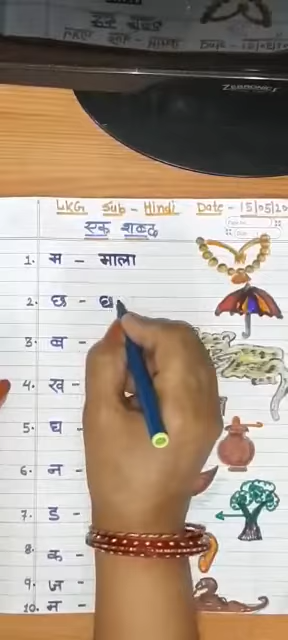 ZEBRONICS
LKG Sub - Hindi Date - 15/05/20
एक शब्द
1. म - माला
2. छ - छ
3. ब -
4. ख -
5. घ -
6. न -
7. ड -
8. क -
9. ज -
10. म -